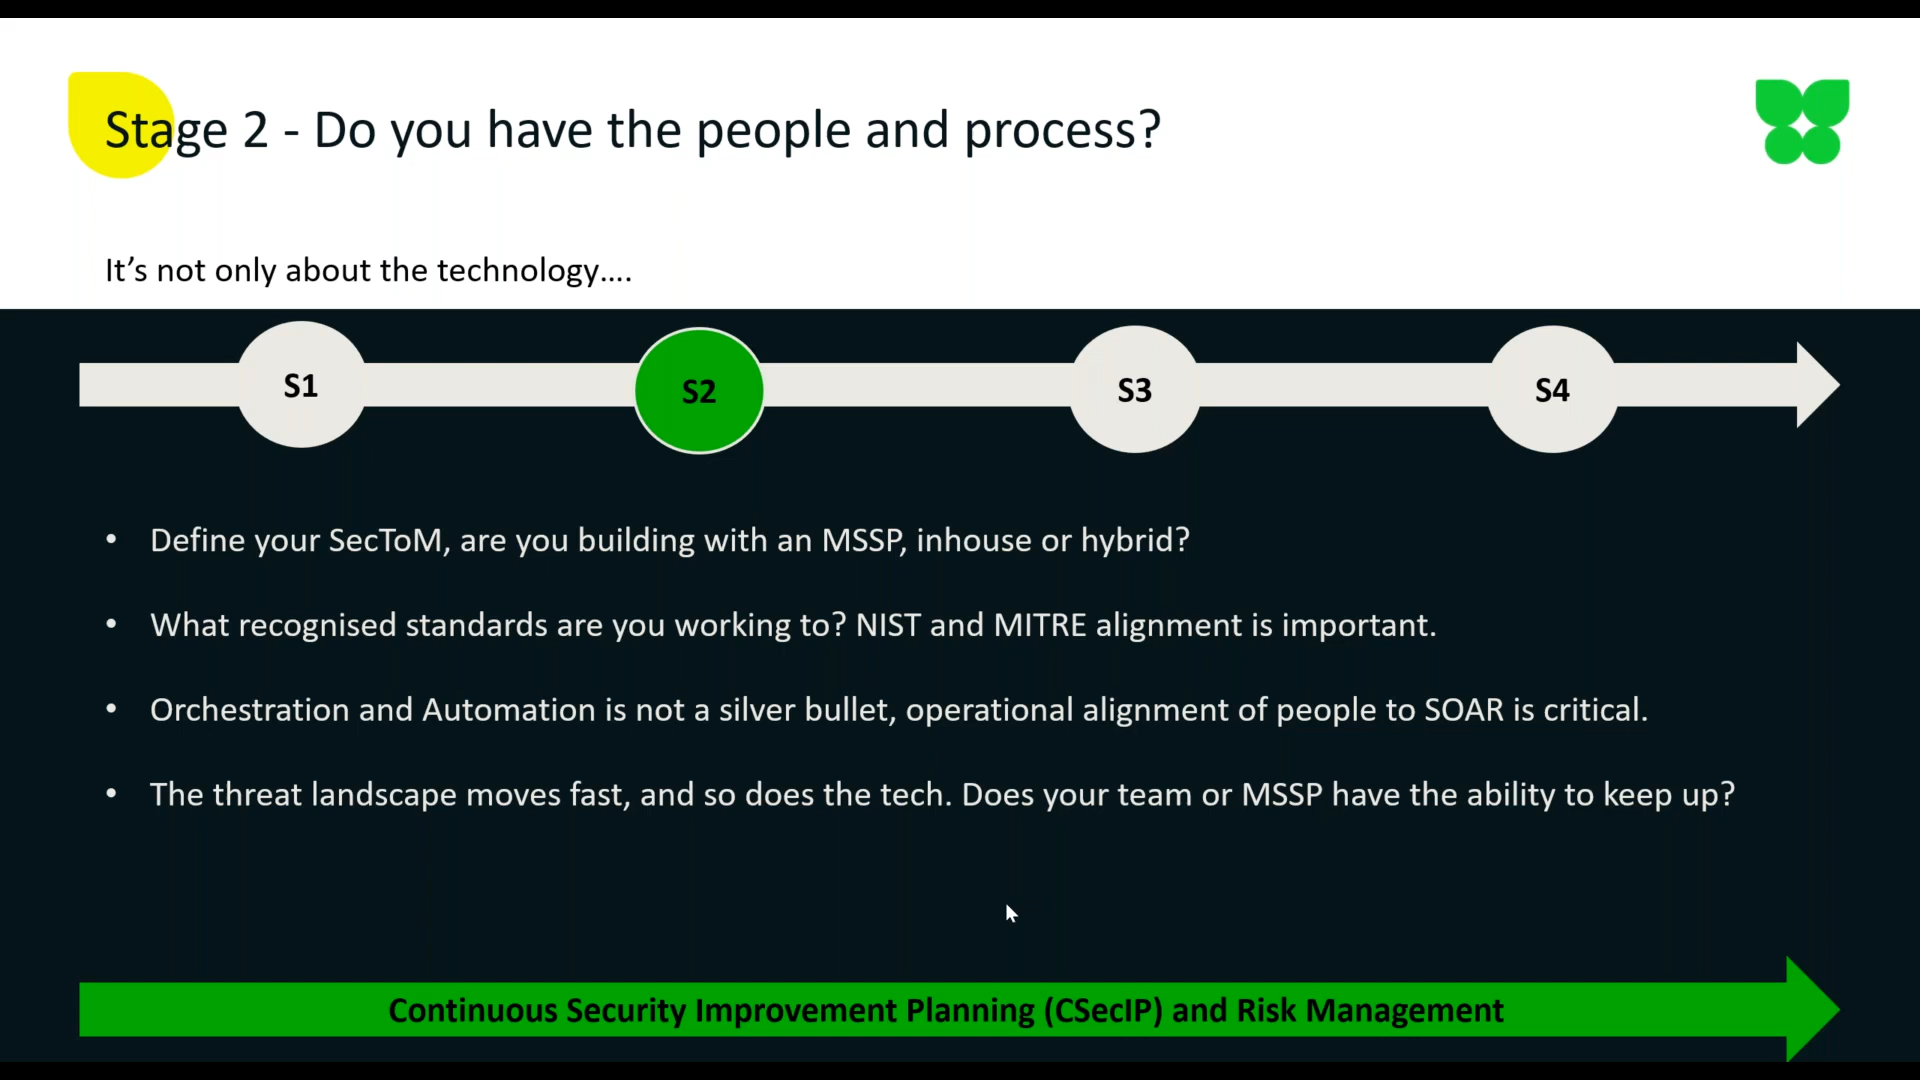 Stage 2 - Do you have the people and process?
It’s not only about the technology....
S1
S2
S3
S4
• Define your SecToM, are you building with an MSSP, inhouse or hybrid?
• What recognised standards are you working to? NIST and MITRE alignment is important.
• Orchestration and Automation is not a silver bullet, operational alignment of people to SOAR is critical.
• The threat landscape moves fast, and so does the tech. Does your team or MSSP have the ability to keep up?
Continuous Security Improvement Planning (CSecIP) and Risk Management